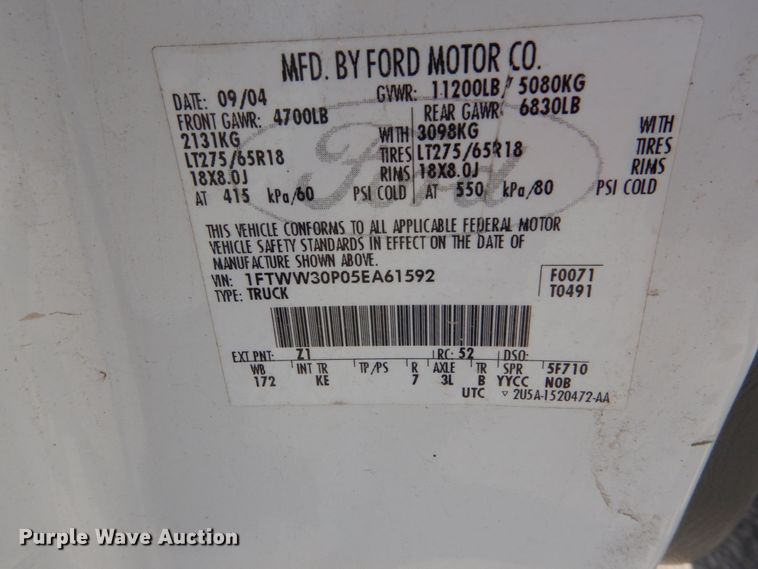 MFD. BY FORD MOTOR CO.
DATE: 09/04 GVWR: 11200LB/ 5080KG
FRONT GAWR: 4700LB REAR GAWR: 6830LB
2131KG WITH 3098KG WITH
LT275/65R18 TIRES LT275/65R18 TIRES
18X8.0J RIMS 18X8.0J RIMS
AT 415 kPa/60 PSI COLD AT 550 kPa/80 PSI COLD
Ford
THIS VEHICLE CONFORMS TO ALL APPLICABLE FEDERAL MOTOR
VEHICLE SAFETY STANDARDS IN EFFECT ON THE DATE OF
MANUFACTURE SHOWN ABOVE.
VIN: 1FTWW30P05EA61592 F0071
TYPE: TRUCK T0491
EXT PNT: Z1 RC: 52 DSO:
WB INT TR TP/PS R AXLE TR SPR 5F710
172 KE 7 3L B YYCC NOB
UTC ▽ 2U5A-1520472-AA
Purple Wave Auction